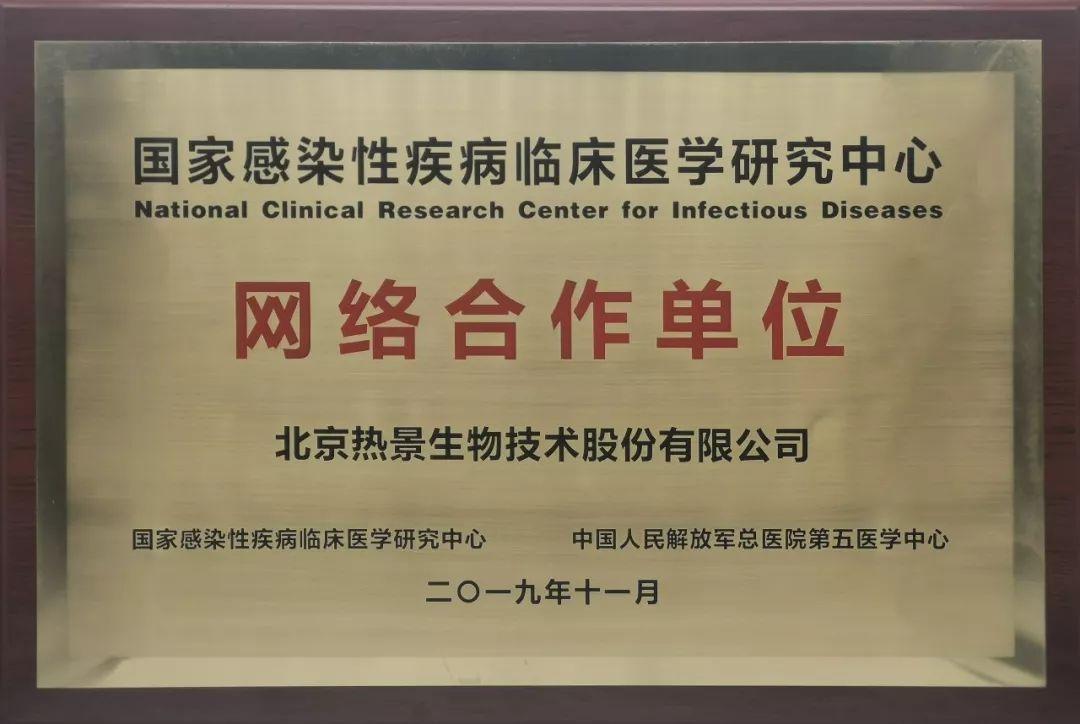 国家感染性疾病临床医学研究中心
National Clinical Research Center for Infectious Diseases
网络合作单位
北京热景生物技术股份有限公司
国家感染性疾病临床医学研究中心 中国人民解放军总医院第五医学中心
二〇一九年十一月